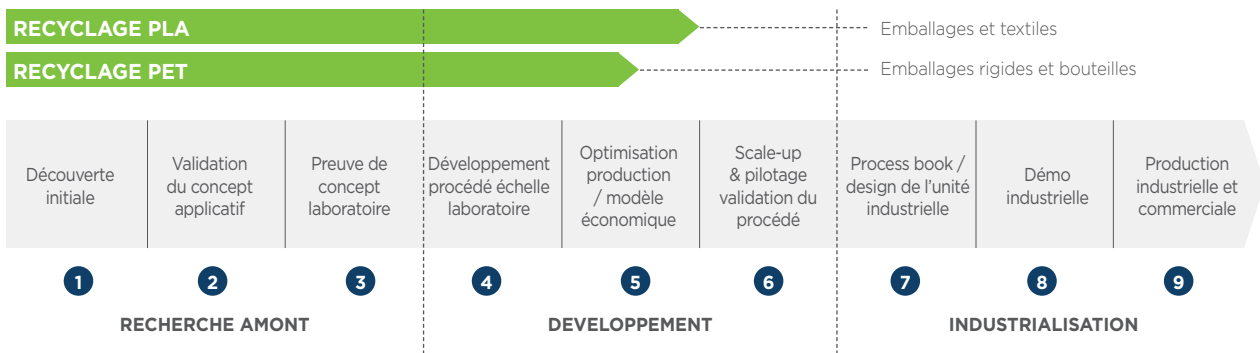 RECYCLAGE PLA
Emballages et textiles
RECYCLAGE PET
Emballages rigides et bouteilles
Découverte
initiale
Validation
du concept
applicatif
Preuve de
concept
laboratoire
Développement
procédé échelle
laboratoire
Optimisation
production
/ modèle
économique
Scale-up
& pilotage
validation du
procédé
Process book /
design de l'unité
industrielle
Démo
industrielle
Production
industrielle et
commerciale
1
2
3
4
5
6
7
8
9
RECHERCHE AMONT
DEVELOPPEMENT
INDUSTRIALISATION